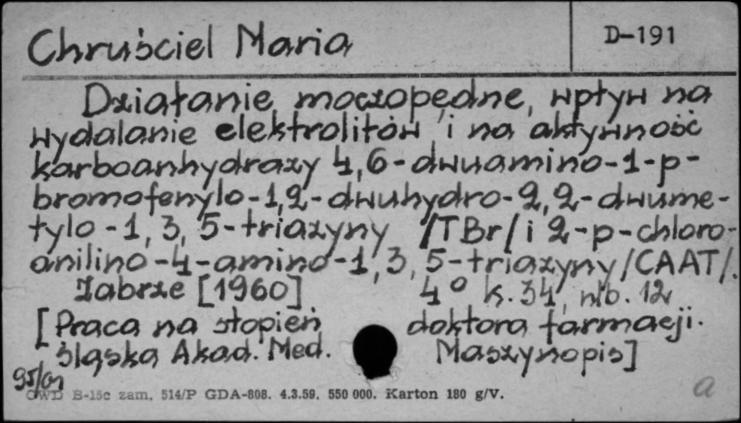 Chruściel Maria
D-191
Działanie moczopędne, wpływ na
wydalanie elektrolitów i na aktywność
karboanhydrazy 4,6-dwuamino-1-p-
bromofenylo-1,2-dwuhydro-2,2-dwume-
tylo-1,3,5-triazyny /TBr/ i 2-p-chloro-
anilino-4-amino-1,3,5-triazyny/CAAT/.
Zabrze [1960] 4° k. 34, nlb. 12
[Praca na stopień doktora farmacji.
Śląska Akad. Med. Maszynopis]
95/01
OWD B-15c zam. 514/P GDA-808. 4.3.59. 550 000. Karton 180 g/V.
a